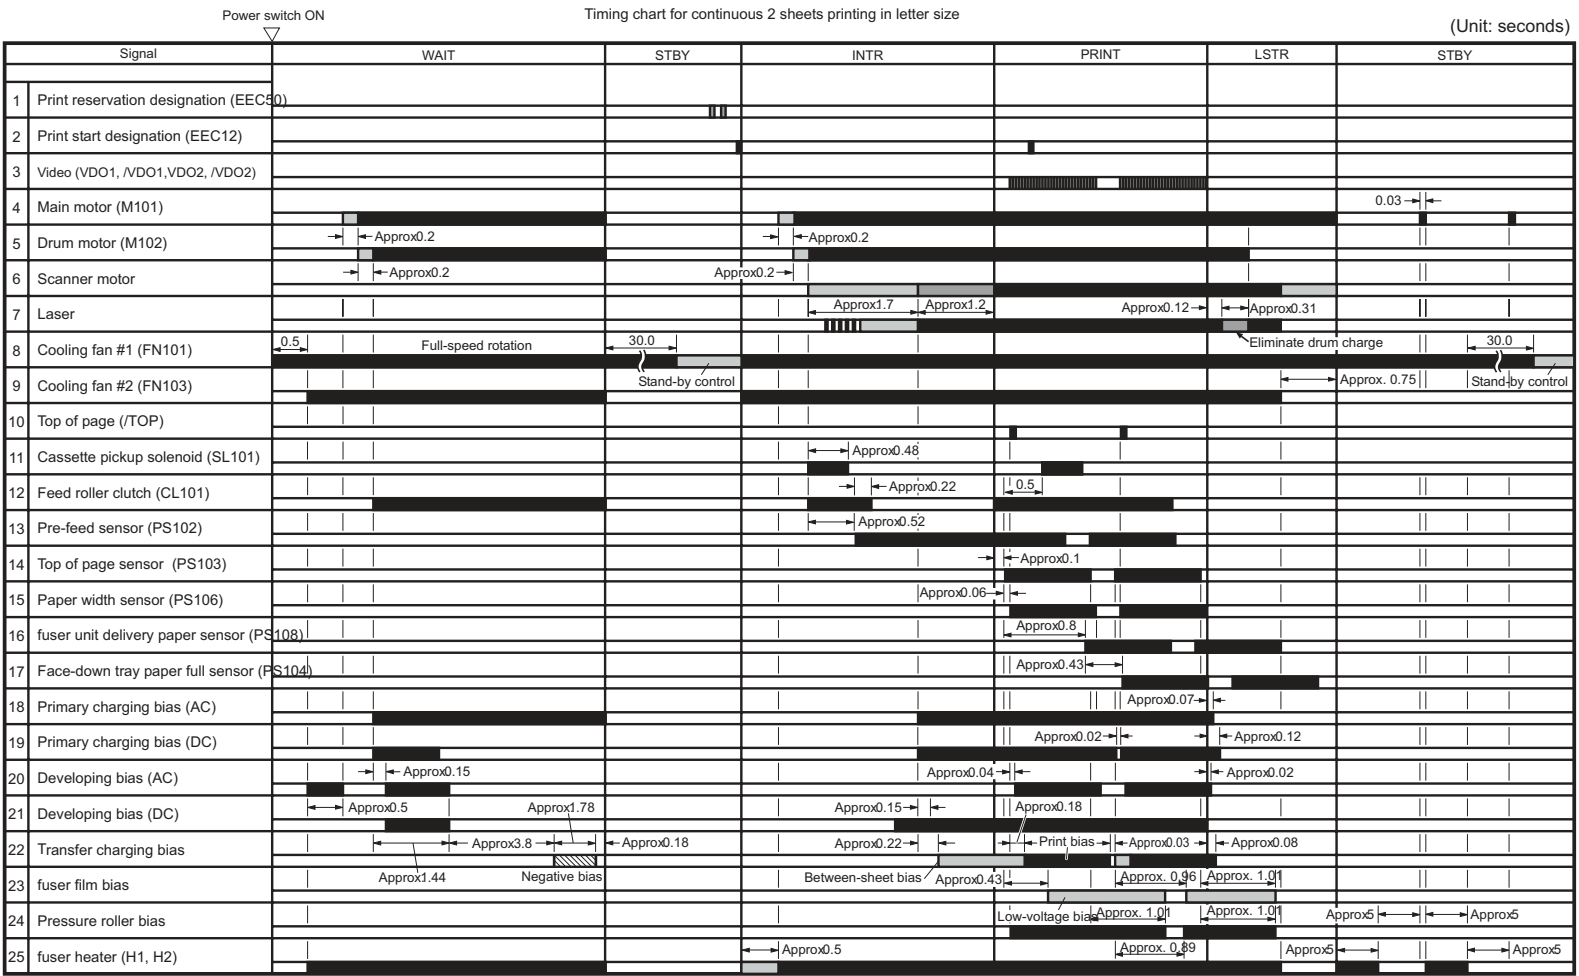 Power switch ON
Timing chart for continuous 2 sheets printing in letter size
(Unit: seconds)
Signal WAIT STBY INTR PRINT LSTR STBY
1 Print reservation designation (EEC50)
2 Print start designation (EEC12)
3 Video (VDO1, /VDO1,VDO2, /VDO2)
4 Main motor (M101)
0.03
5 Drum motor (M102)
Approx0.2 Approx0.2
6 Scanner motor
Approx0.2 Approx0.2
7 Laser
Approx1.7 Approx1.2 Approx0.12 Approx0.31
8 Cooling fan #1 (FN101)
0.5 Full-speed rotation 30.0 Eliminate drum charge 30.0
9 Cooling fan #2 (FN103)
Stand-by control Approx. 0.75 Stand-by control
10 Top of page (/TOP)
11 Cassette pickup solenoid (SL101)
Approx0.48
12 Feed roller clutch (CL101)
Approx0.22 0.5
13 Pre-feed sensor (PS102)
Approx0.52
14 Top of page sensor (PS103)
Approx0.1
15 Paper width sensor (PS106)
Approx0.06
16 fuser unit delivery paper sensor (PS108)
Approx0.8
17 Face-down tray paper full sensor (PS104)
Approx0.43
18 Primary charging bias (AC)
Approx0.07
19 Primary charging bias (DC)
Approx0.02 Approx0.12
20 Developing bias (AC)
Approx0.15 Approx0.04 Approx0.02
21 Developing bias (DC)
Approx0.5 Approx1.78 Approx0.15 Approx0.18
22 Transfer charging bias
Approx3.8 Approx0.18 Approx0.22 Print bias Approx0.03 Approx0.08
23 fuser film bias
Approx1.44 Negative bias Between-sheet bias Approx0.43 Approx. 0.96 Approx. 1.01
24 Pressure roller bias
Low-voltage bias Approx. 1.01 Approx. 1.01 Approx5 Approx5
25 fuser heater (H1, H2)
Approx0.5 Approx. 0.89 Approx5 Approx5